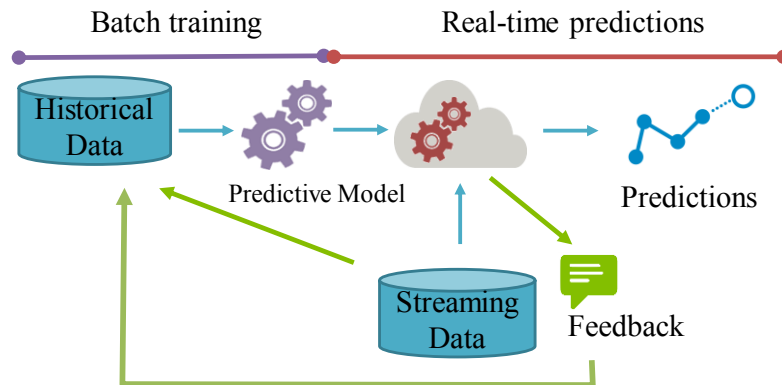 Batch training
Real-time predictions
Historical
Data
Predictive Model
Predictions
Streaming
Data
Feedback